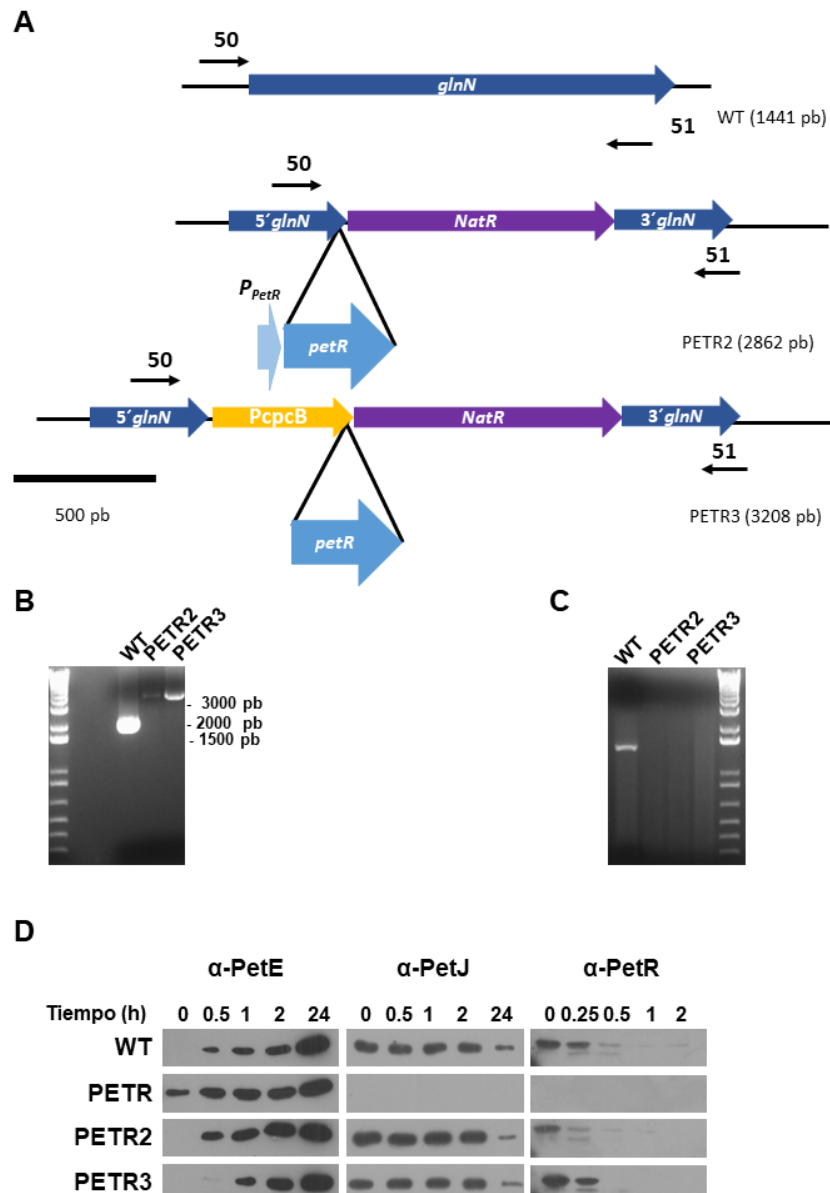 A
50
glnN
51
WT (1441 pb)
50
5´glnN
NatR
3´glnN
51
PPetR
petR
PETR2 (2862 pb)
50
5´glnN
PcpcB
NatR
3´glnN
51
500 pb
petR
PETR3 (3208 pb)
B
WT
PETR2
PETR3
- 3000 pb
- 2000 pb
- 1500 pb
C
WT
PETR2
PETR3
D
α-PetE α-PetJ α-PetR
Tiempo (h) 0 0.5 1 2 24 0 0.5 1 2 24 0 0.25 0.5 1 2
WT
PETR
PETR2
PETR3